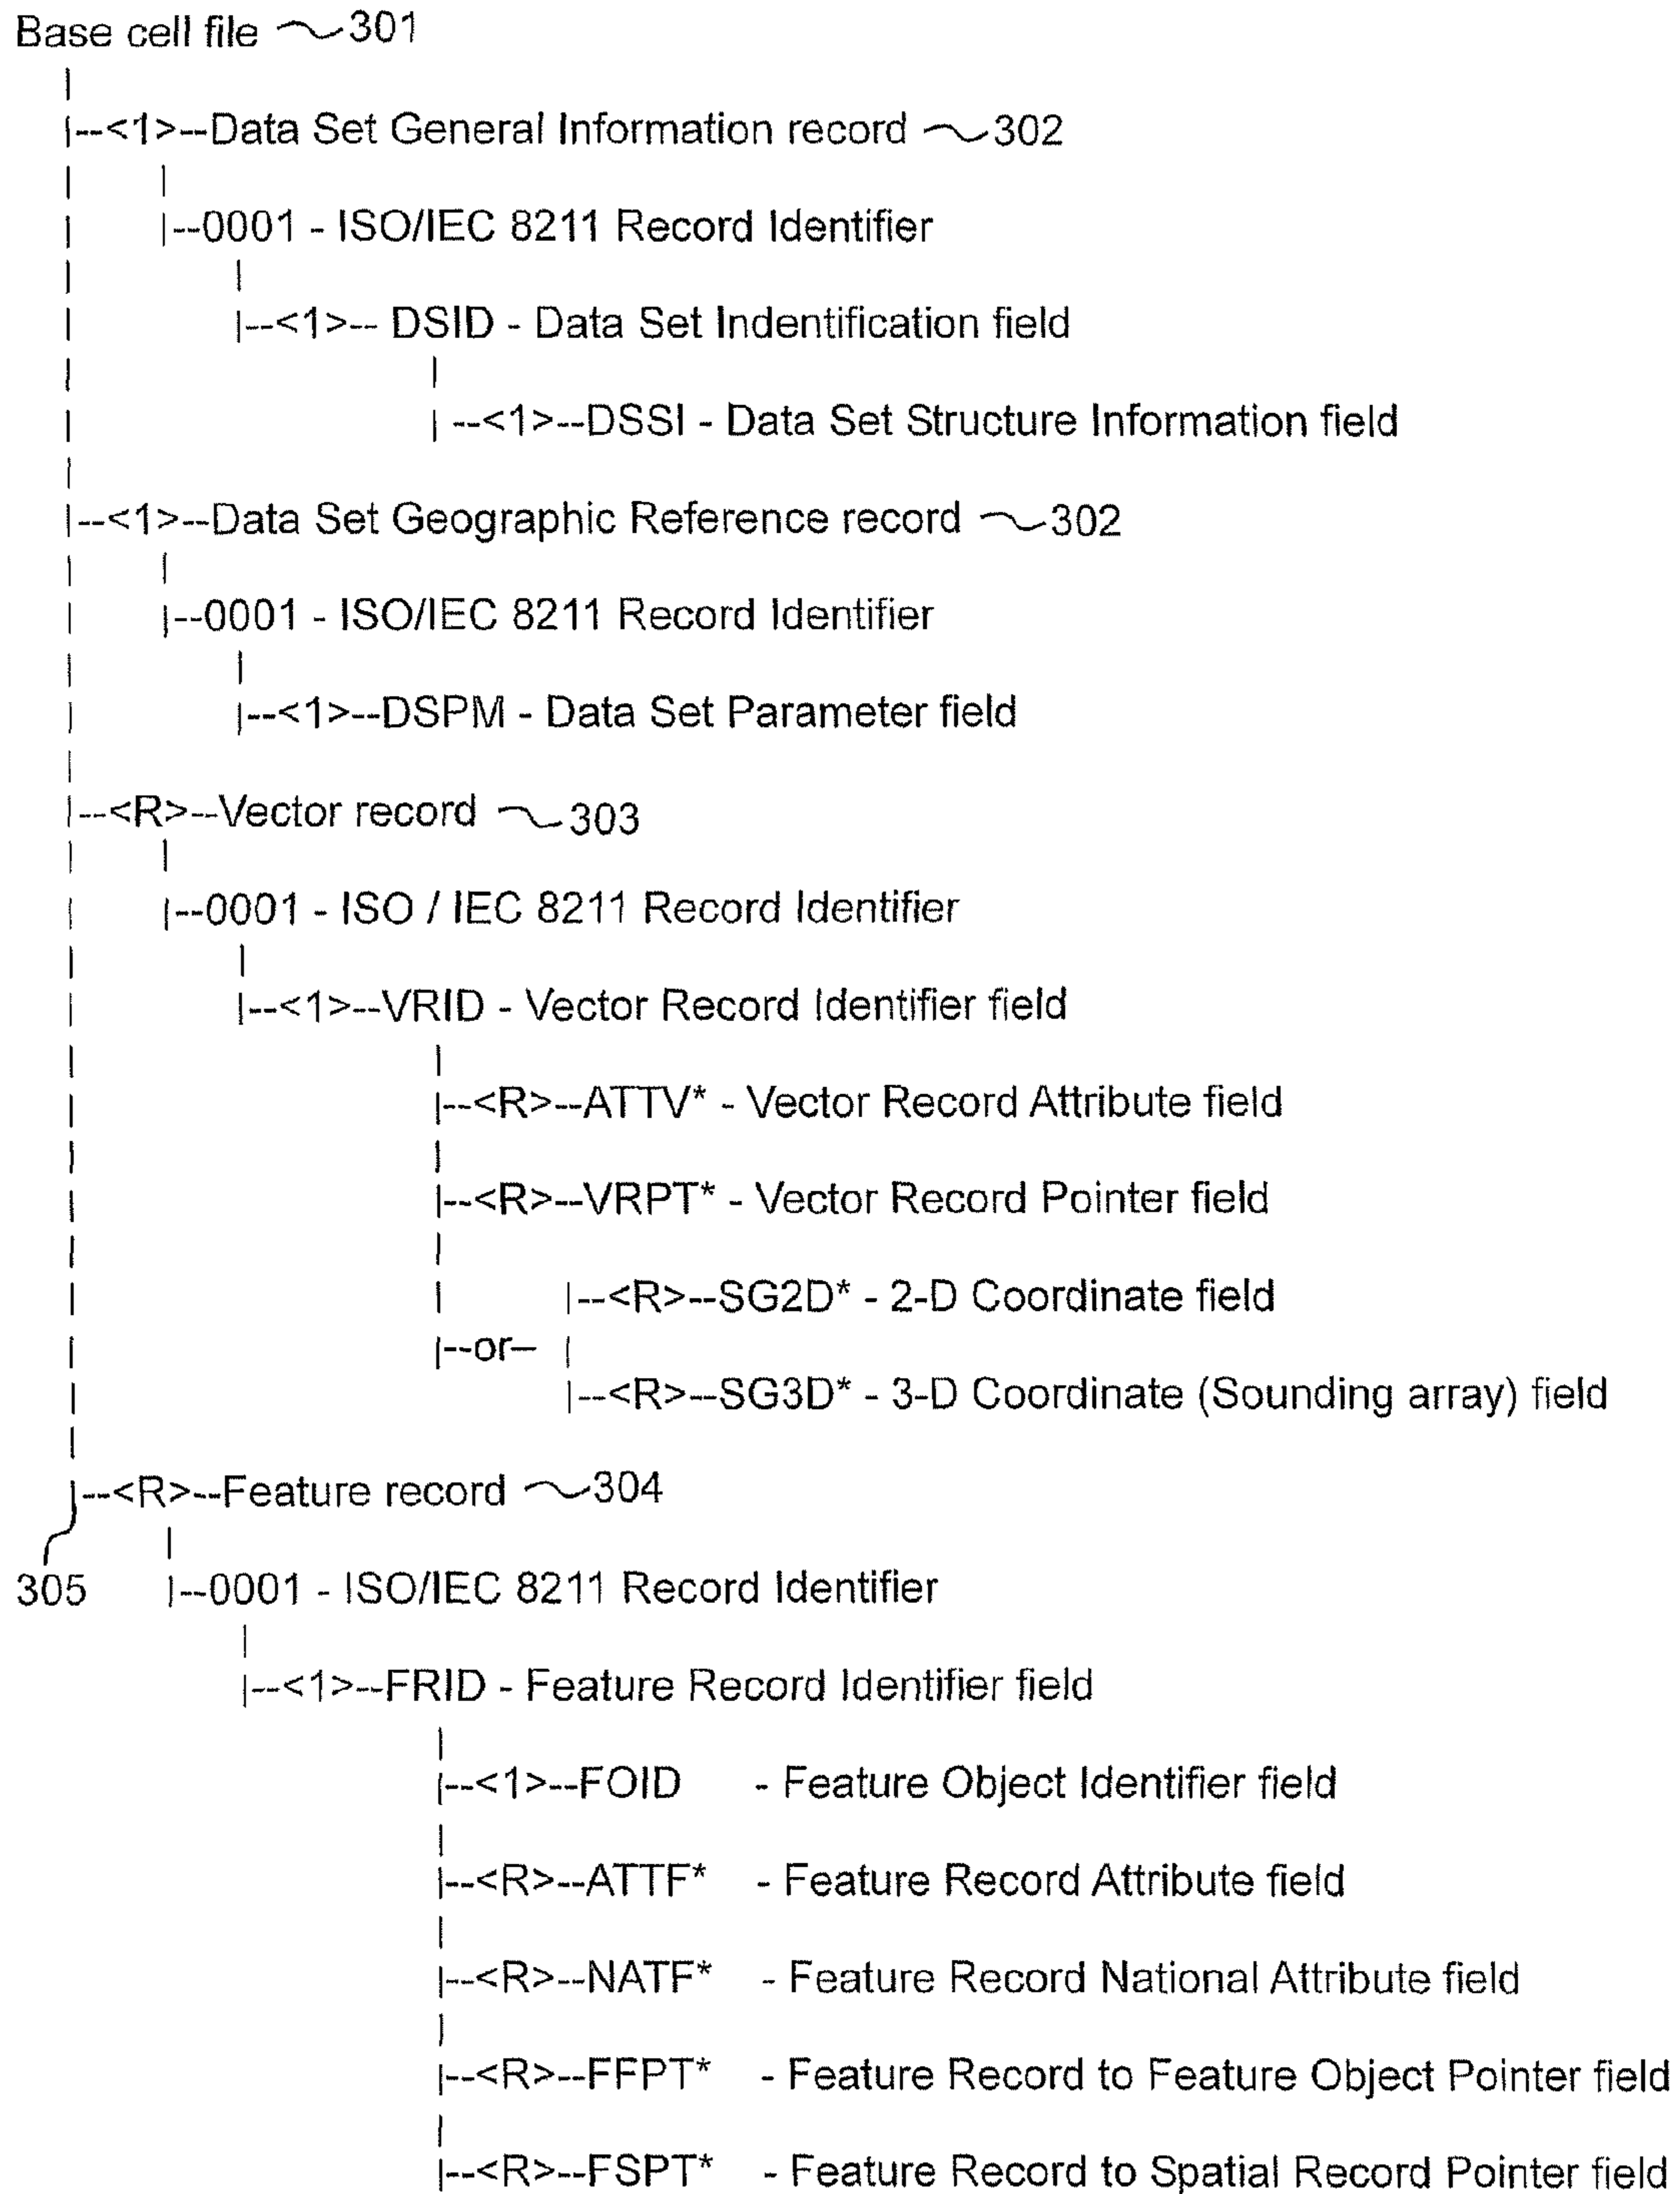 Base cell file 301
|--<1>--Data Set General Information record 302
|--0001 - ISO/IEC 8211 Record Identifier
|--<1>-- DSID - Data Set Indentification field
| --<1>--DSSI - Data Set Structure Information field
|--<1>--Data Set Geographic Reference record 302
|--0001 - ISO/IEC 8211 Record Identifier
|--<1>--DSPM - Data Set Parameter field
|--<R>--Vector record 303
|--0001 - ISO / IEC 8211 Record Identifier
|--<1>--VRID - Vector Record Identifier field
|--<R>--ATTV* - Vector Record Attribute field
|--<R>--VRPT* - Vector Record Pointer field
|--<R>--SG2D* - 2-D Coordinate field
|--or– |
|--<R>--SG3D* - 3-D Coordinate (Sounding array) field
|--<R>--Feature record 304
305 |--0001 - ISO/IEC 8211 Record Identifier
|--<1>--FRID - Feature Record Identifier field
|--<1>--FOID - Feature Object Identifier field
|--<R>--ATTF* - Feature Record Attribute field
|--<R>--NATF* - Feature Record National Attribute field
|--<R>--FFPT* - Feature Record to Feature Object Pointer field
|--<R>--FSPT* - Feature Record to Spatial Record Pointer field